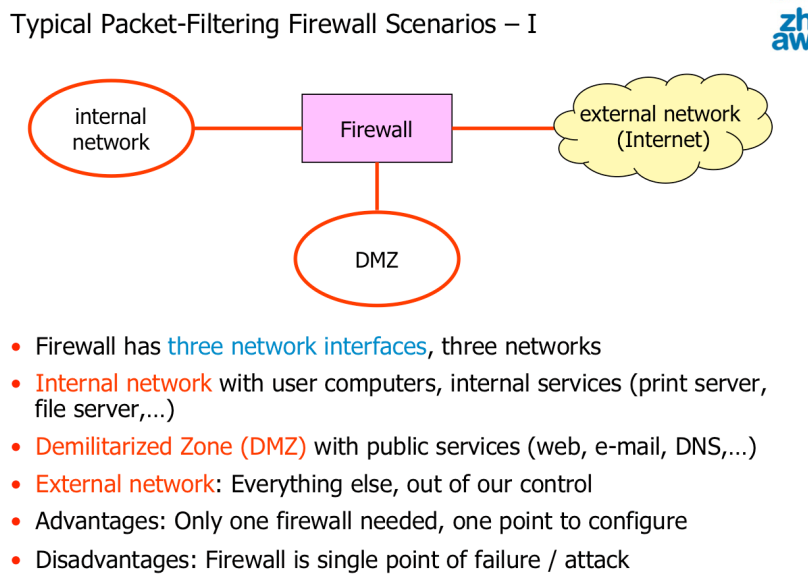 Typical Packet-Filtering Firewall Scenarios – I
zh
aw
internal
network
Firewall
external network
(Internet)
DMZ
• Firewall has three network interfaces, three networks
• Internal network with user computers, internal services (print server,
file server,…)
• Demilitarized Zone (DMZ) with public services (web, e-mail, DNS,…)
• External network: Everything else, out of our control
• Advantages: Only one firewall needed, one point to configure
• Disadvantages: Firewall is single point of failure / attack